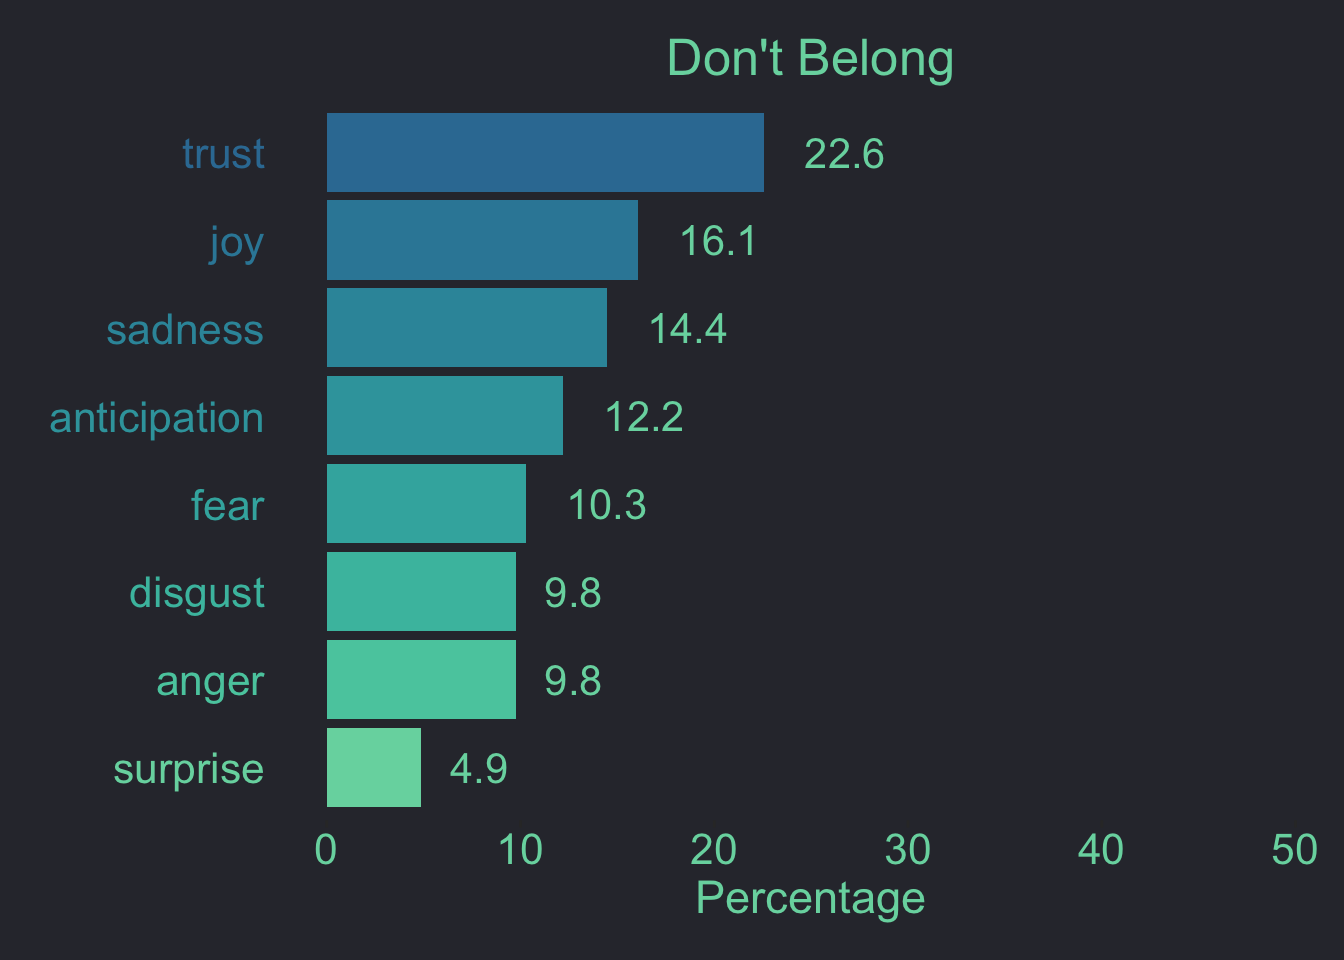 Don't Belong
trust 22.6
joy 16.1
sadness 14.4
anticipation 12.2
fear 10.3
disgust 9.8
anger 9.8
surprise 4.9
0 10 20 30 40 50
Percentage